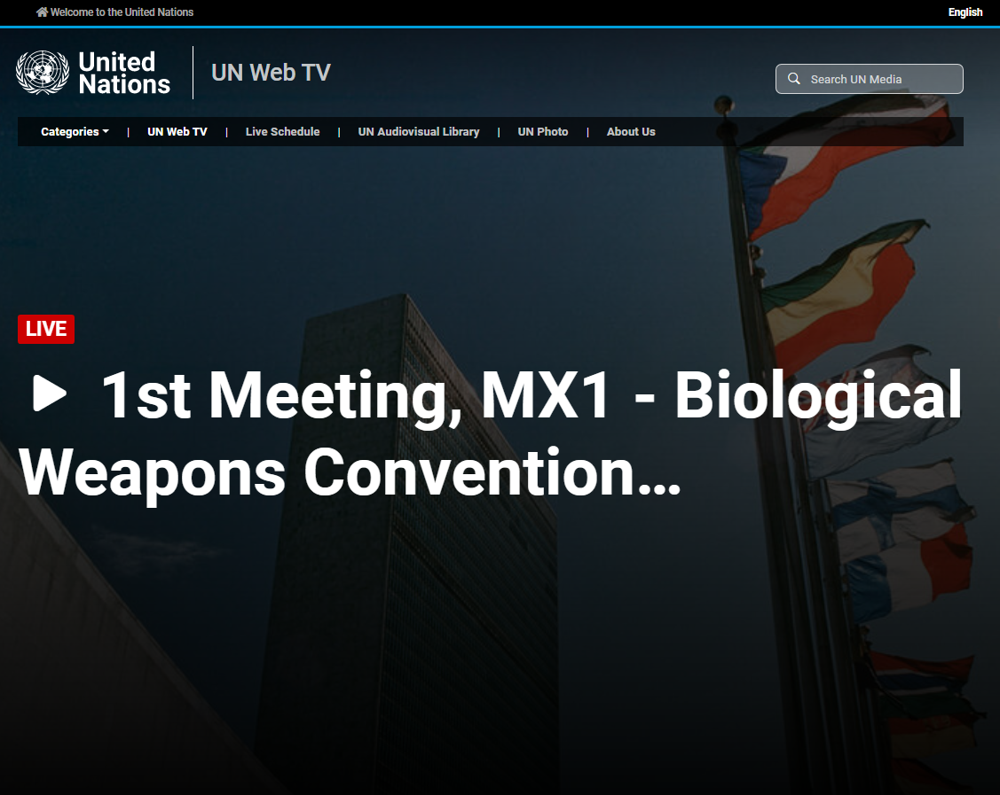 Welcome to the United Nations
English
United
Nations
UN Web TV
Search UN Media
Categories | UN Web TV | Live Schedule | UN Audiovisual Library | UN Photo | About Us
LIVE
1st Meeting, MX1 - Biological
Weapons Convention…